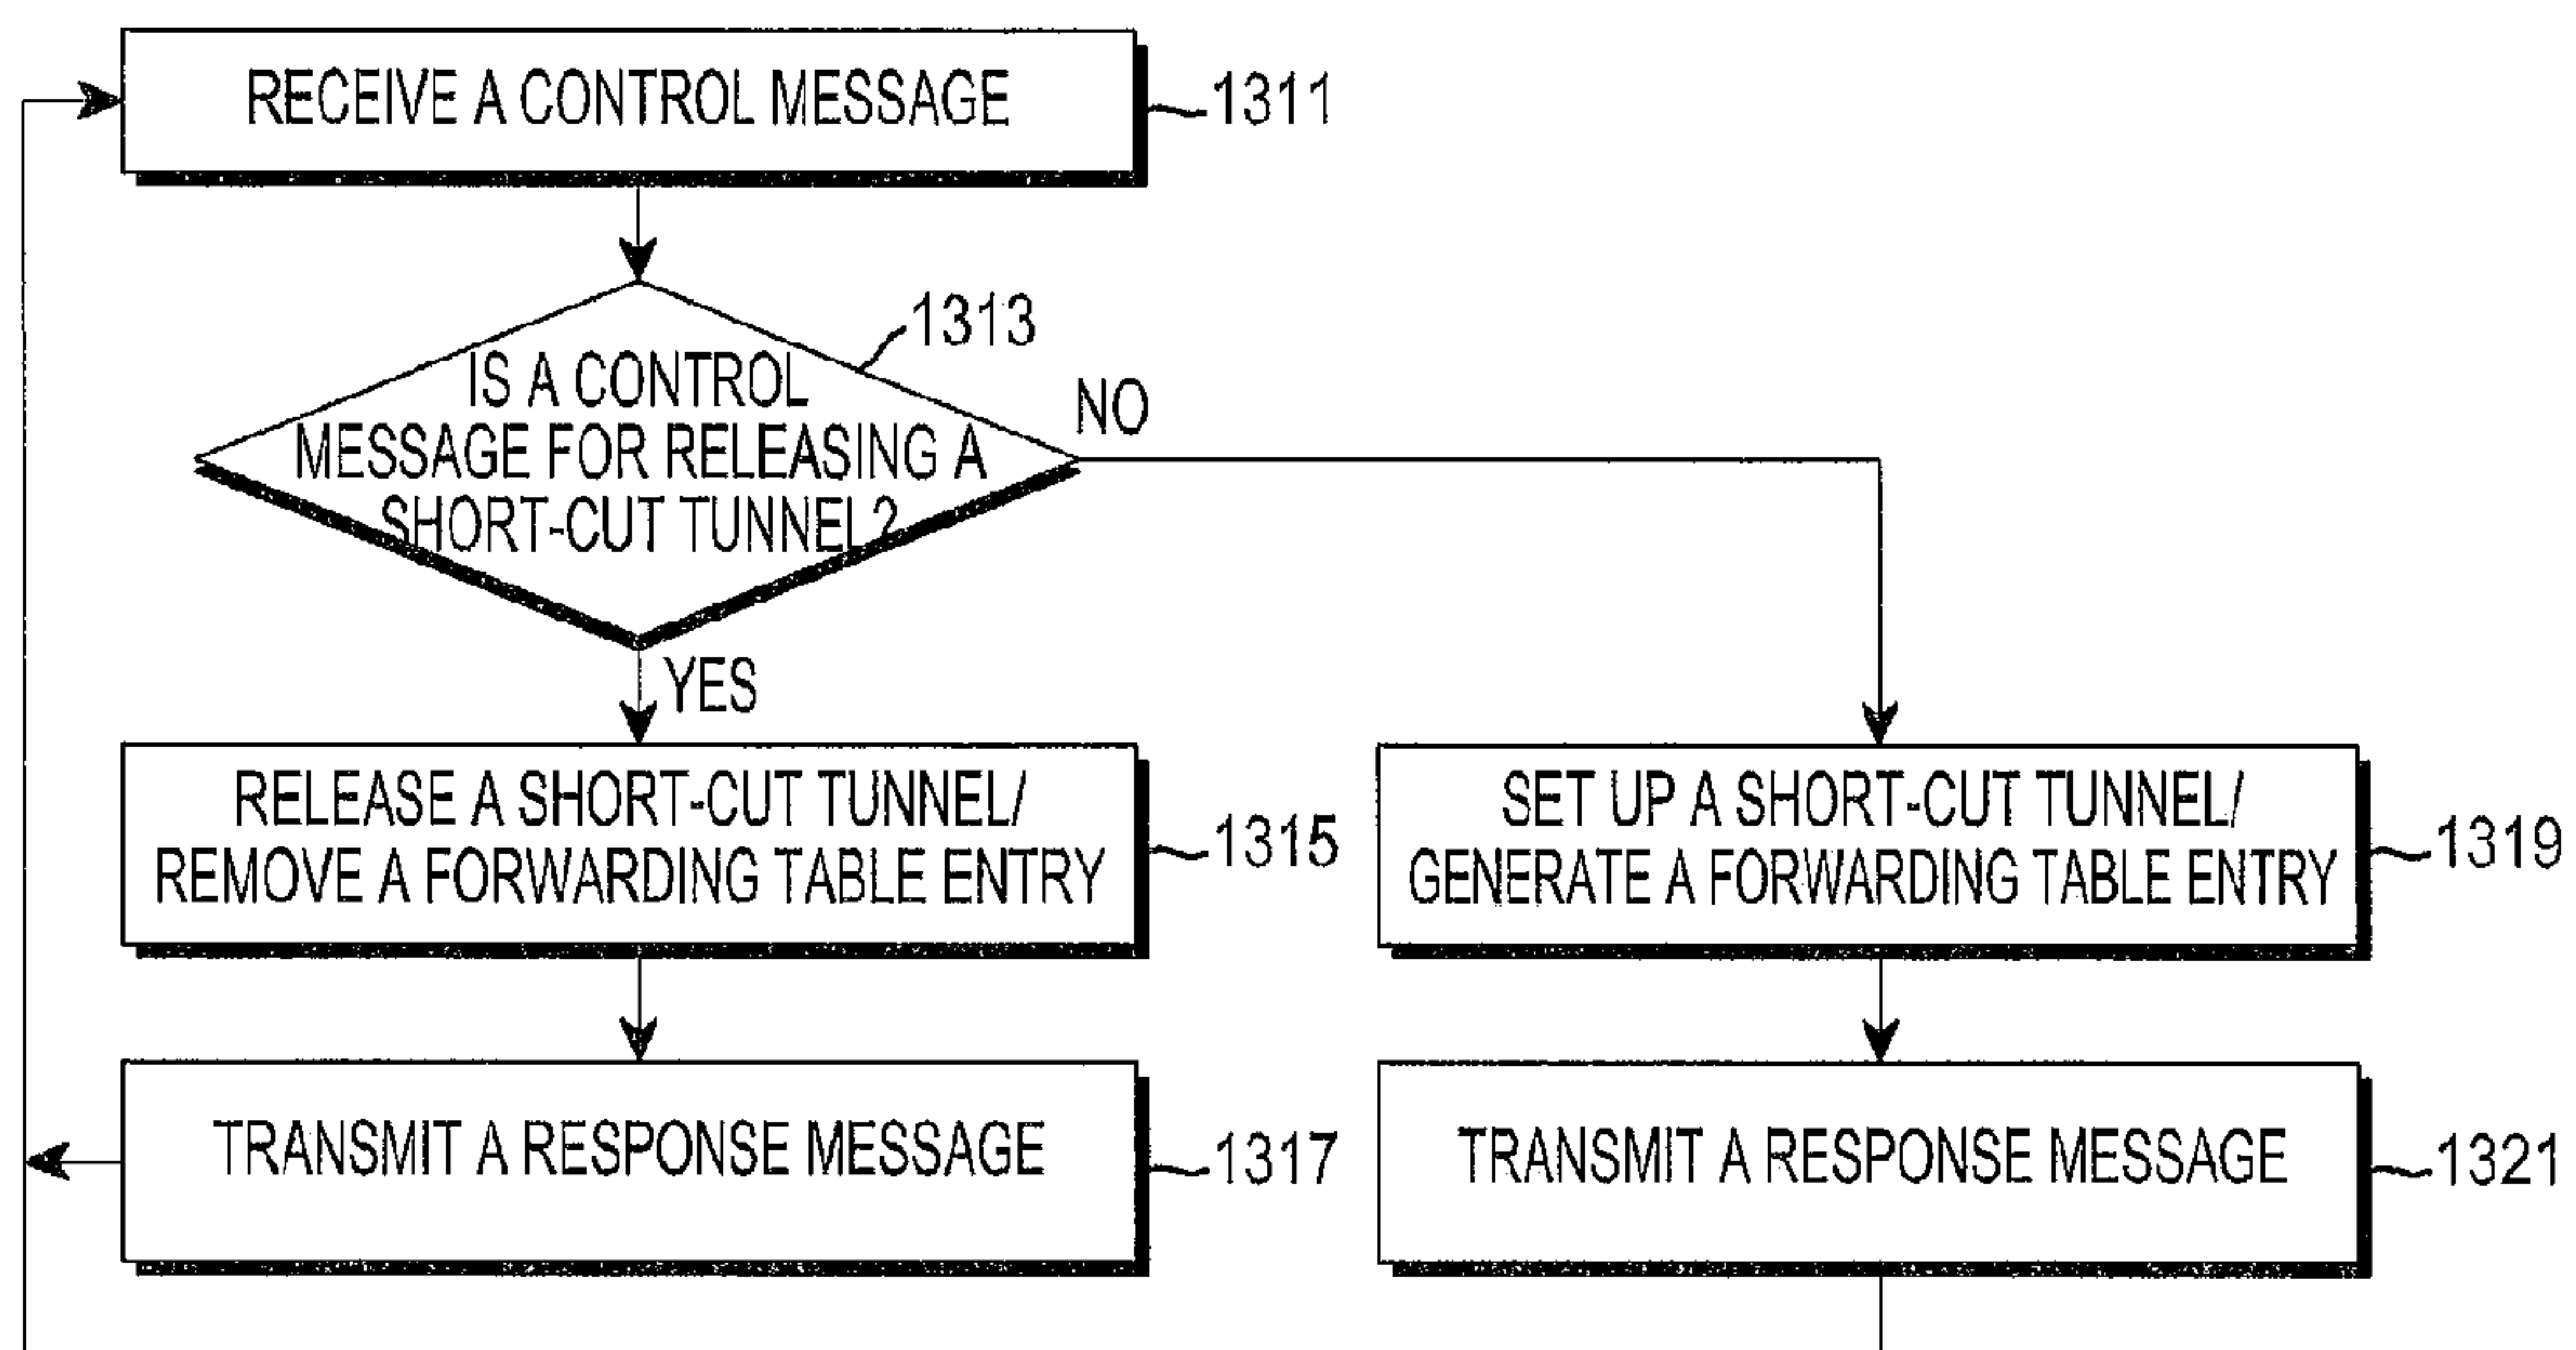 RECEIVE A CONTROL MESSAGE
1311
1313
IS A CONTROL
MESSAGE FOR RELEASING A
SHORT-CUT TUNNEL?
NO
YES
RELEASE A SHORT-CUT TUNNEL/
REMOVE A FORWARDING TABLE ENTRY
1315
SET UP A SHORT-CUT TUNNEL/
GENERATE A FORWARDING TABLE ENTRY
1319
TRANSMIT A RESPONSE MESSAGE
1317
TRANSMIT A RESPONSE MESSAGE
1321